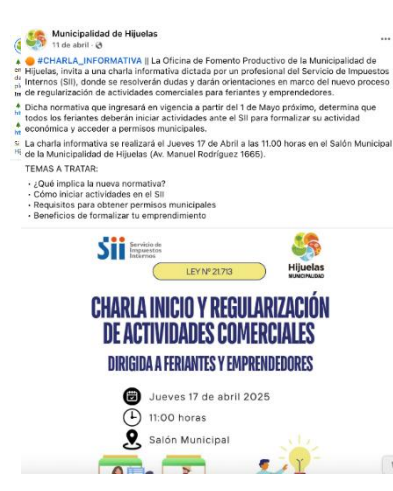 Municipalidad de Hijuelas
11 de abril
#CHARLA_INFORMATIVA || La Oficina de Fomento Productivo de la Municipalidad de
Hijuelas, invita a una charla informativa dictada por un profesional del Servicio de Impuestos
Internos (SII), donde se resolverán dudas y darán orientaciones en marco del nuevo proceso
de regularización de actividades comerciales para feriantes y emprendedores.
Dicha normativa que ingresará en vigencia a partir del 1 de Mayo próximo, determina que
todos los feriantes deberán iniciar actividades ante el SII para formalizar su actividad
económica y acceder a permisos municipales.
La charla informativa se realizará el Jueves 17 de Abril a las 11.00 horas en el Salón Municipal
de la Municipalidad de Hijuelas (Av. Manuel Rodríguez 1665).
TEMAS A TRATAR:
• ¿Qué implica la nueva normativa?
• Cómo iniciar actividades en el SII
• Requisitos para obtener permisos municipales
• Beneficios de formalizar tu emprendimiento
Sii Servicio de
Impuestos
Internos
Hijuelas
MUNICIPALIDAD
LEY Nº 21.713
CHARLA INICIO Y REGULARIZACIÓN
DE ACTIVIDADES COMERCIALES
DIRIGIDA A FERIANTES Y EMPRENDEDORES
Jueves 17 de abril 2025
11:00 horas
Salón Municipal